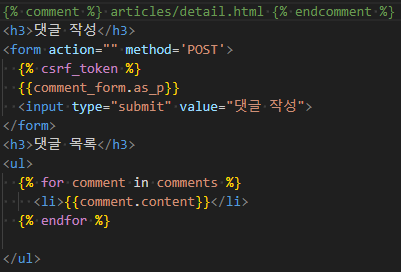 {% comment %} articles/detail.html {% endcomment %}
<h3>댓글 작성</h3>
<form action="" method='POST'>
{% csrf_token %}
{{comment_form.as_p}}
<input type="submit" value="댓글 작성">
</form>
<h3>댓글 목록</h3>
<ul>
{% for comment in comments %}
<li>{{comment.content}}</li>
{% endfor %}
</ul>